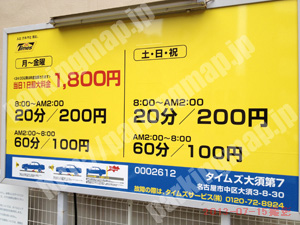 Times
月～金曜
当日1日最大料金 1,800円
8:00～AM2:00
20分／200円
AM2:00～8:00
60分／100円
土・日・祝
8:00～AM2:00
20分／200円
AM2:00～8:00
60分／100円
0002612
タイムズ大須第7
名古屋市中区大須3-8-30
故障の際は、タイムズサービス(株) 0120-72-8924